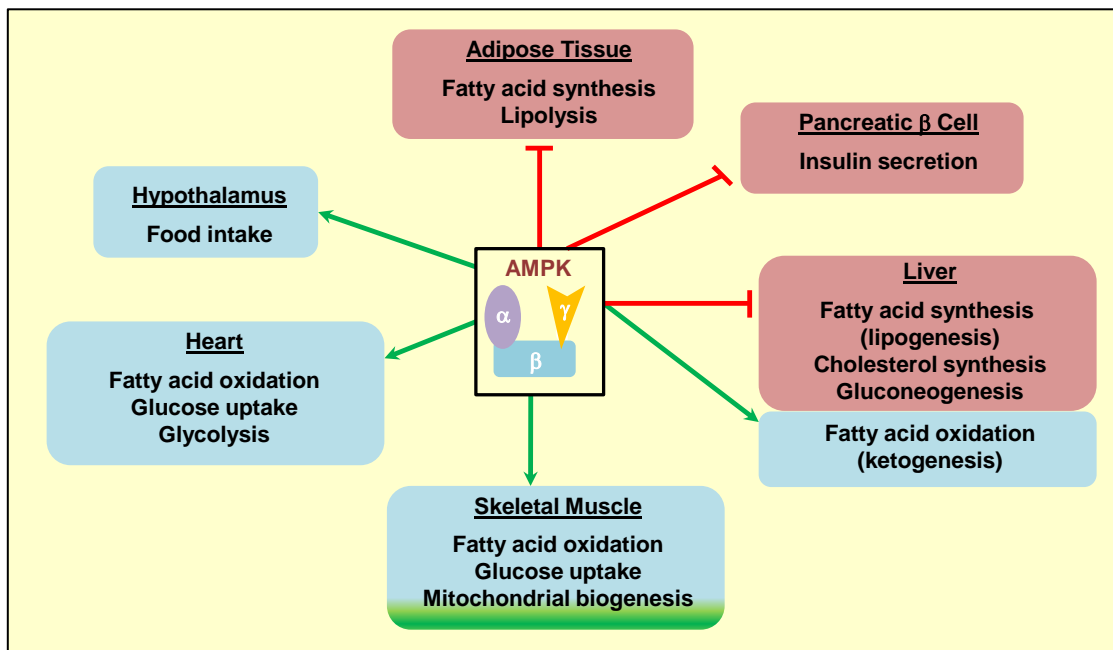 Adipose Tissue
Fatty acid synthesis
Lipolysis
Pancreatic β Cell
Insulin secretion
Hypothalamus
Food intake
AMPK
α
γ
β
Liver
Fatty acid synthesis
(lipogenesis)
Cholesterol synthesis
Gluconeogenesis
Fatty acid oxidation
(ketogenesis)
Heart
Fatty acid oxidation
Glucose uptake
Glycolysis
Skeletal Muscle
Fatty acid oxidation
Glucose uptake
Mitochondrial biogenesis